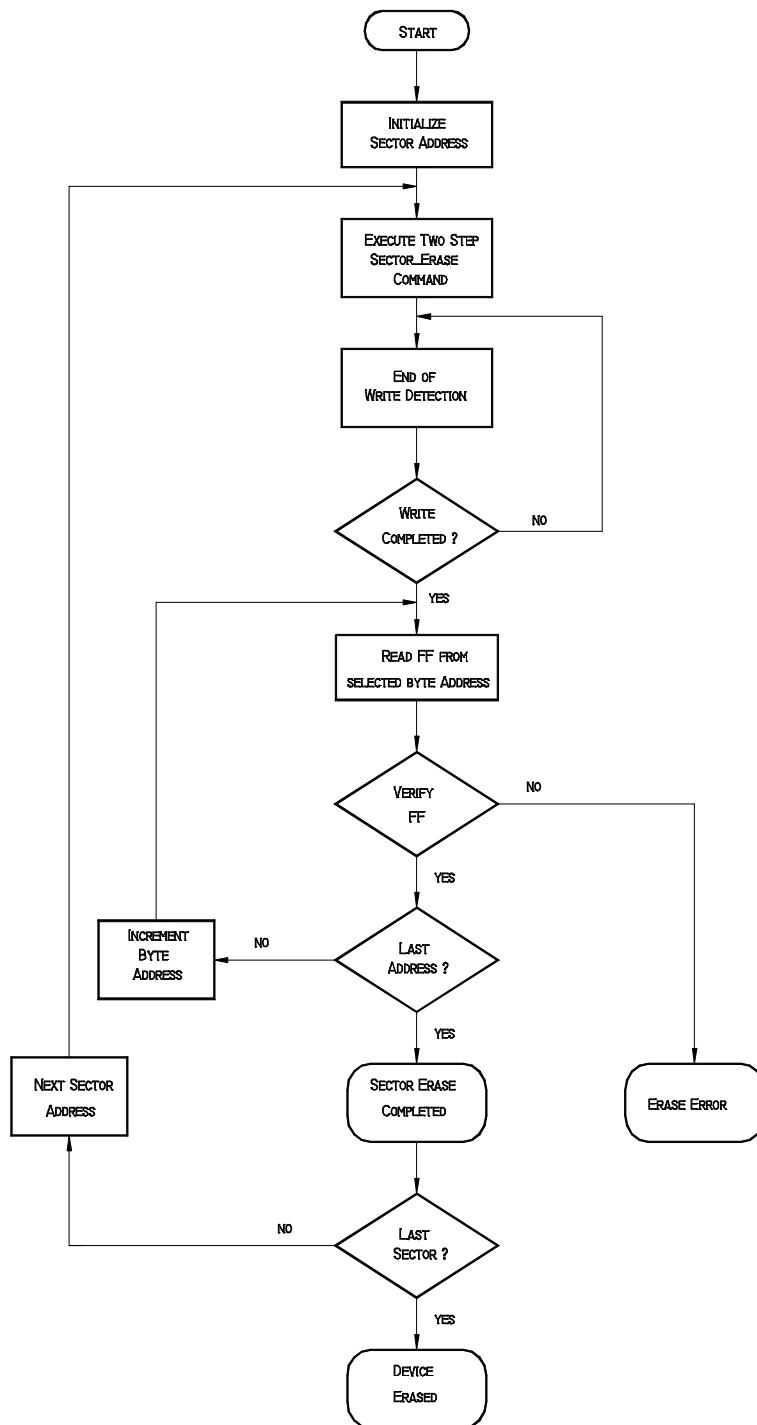 START
INITIALIZE
SECTOR ADDRESS
EXECUTE TWO STEP
SECTOR_ERASE
COMMAND
END OF
WRITE DETECTION
WRITE
COMPLETED ?
NO
YES
READ FF FROM
SELECTED BYTE ADDRESS
VERIFY
FF
NO
YES
LAST
ADDRESS ?
NO
INCREMENT
BYTE
ADDRESS
YES
SECTOR ERASE
COMPLETED
NEXT SECTOR
ADDRESS
ERASE ERROR
LAST
SECTOR ?
NO
YES
DEVICE
ERASED